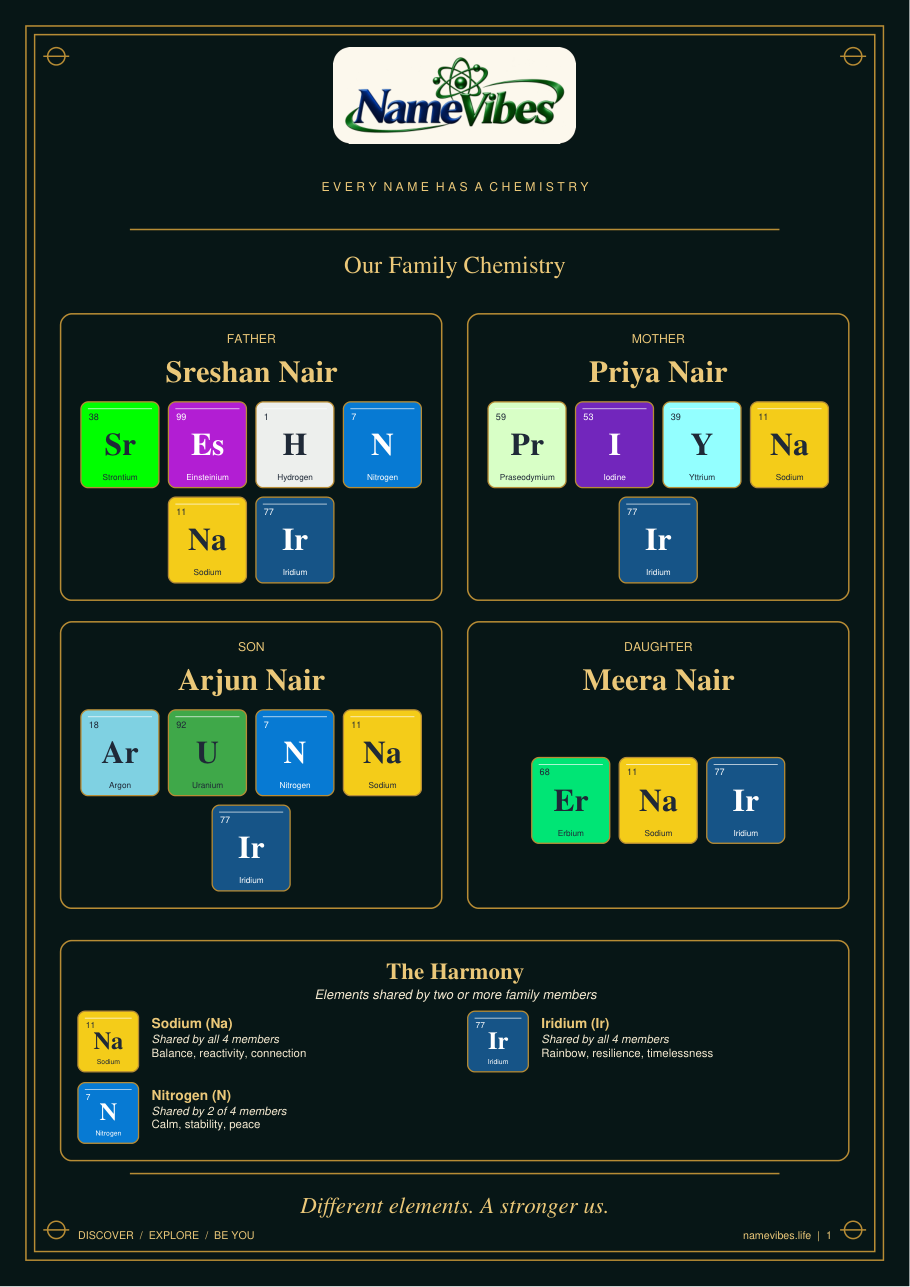 NameVibes
EVERY NAME HAS A CHEMISTRY
Our Family Chemistry
FATHER
Sreshan Nair
38
Sr
Strontium
99
Es
Einsteinium
1
H
Hydrogen
7
N
Nitrogen
11
Na
Sodium
77
Ir
Iridium
MOTHER
Priya Nair
59
Pr
Praseodymium
53
I
Iodine
39
Y
Yttrium
11
Na
Sodium
77
Ir
Iridium
SON
Arjun Nair
18
Ar
Argon
92
U
Uranium
7
N
Nitrogen
11
Na
Sodium
77
Ir
Iridium
DAUGHTER
Meera Nair
68
Er
Erbium
11
Na
Sodium
77
Ir
Iridium
The Harmony
Elements shared by two or more family members
11
Na
Sodium
Sodium (Na)
Shared by all 4 members
Balance, reactivity, connection
77
Ir
Iridium
Iridium (Ir)
Shared by all 4 members
Rainbow, resilience, timelessness
7
N
Nitrogen
Nitrogen (N)
Shared by 2 of 4 members
Calm, stability, peace
Different elements. A stronger us.
DISCOVER / EXPLORE / BE YOU
namevibes.life | 1